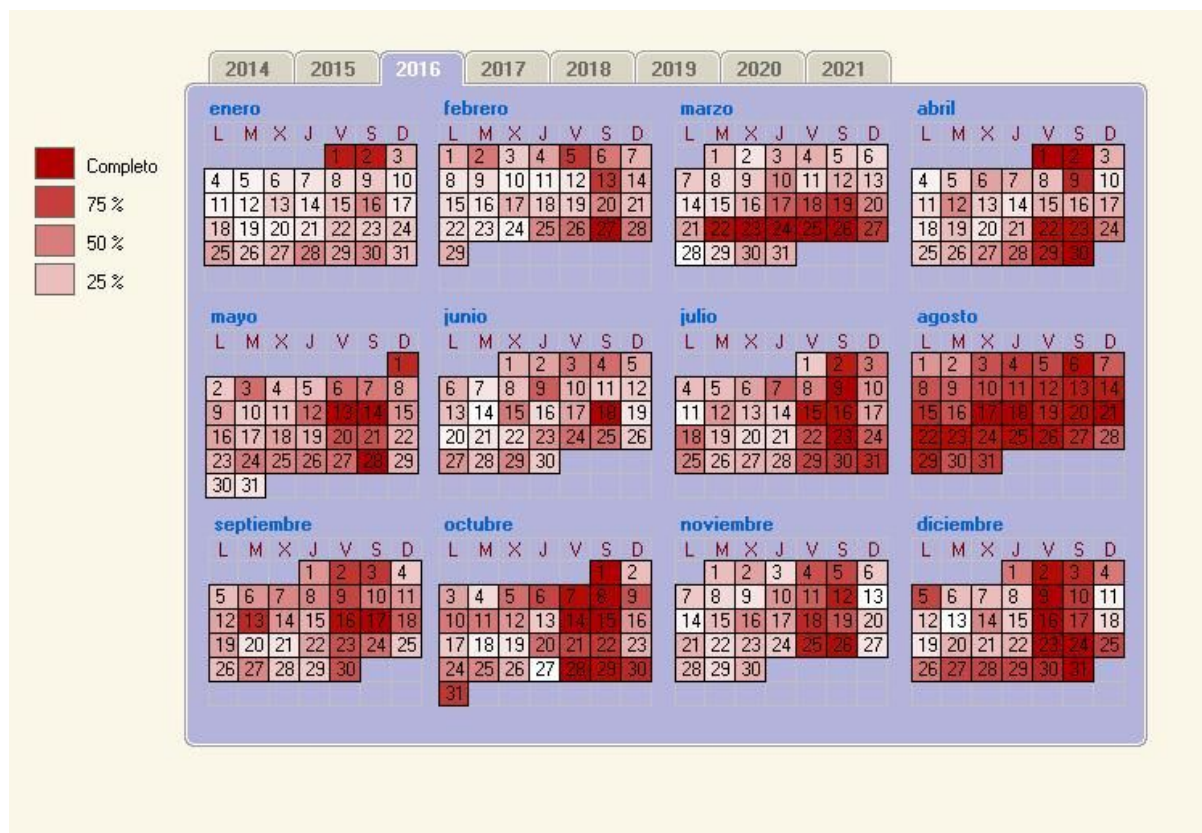 2014 2015 2016 2017 2018 2019 2020 2021
Completo
75 %
50 %
25 %
enero
L M X J V S D
1 2 3
4 5 6 7 8 9 10
11 12 13 14 15 16 17
18 19 20 21 22 23 24
25 26 27 28 29 30 31
febrero
L M X J V S D
1 2 3 4 5 6 7
8 9 10 11 12 13 14
15 16 17 18 19 20 21
22 23 24 25 26 27 28
29
marzo
L M X J V S D
1 2 3 4 5 6
7 8 9 10 11 12 13
14 15 16 17 18 19 20
21 22 23 24 25 26 27
28 29 30 31
abril
L M X J V S D
1 2 3
4 5 6 7 8 9 10
11 12 13 14 15 16 17
18 19 20 21 22 23 24
25 26 27 28 29 30
mayo
L M X J V S D
1
2 3 4 5 6 7 8
9 10 11 12 13 14 15
16 17 18 19 20 21 22
23 24 25 26 27 28 29
30 31
junio
L M X J V S D
1 2 3 4 5
6 7 8 9 10 11 12
13 14 15 16 17 18 19
20 21 22 23 24 25 26
27 28 29 30
julio
L M X J V S D
1 2 3
4 5 6 7 8 9 10
11 12 13 14 15 16 17
18 19 20 21 22 23 24
25 26 27 28 29 30 31
agosto
L M X J V S D
1 2 3 4 5 6 7
8 9 10 11 12 13 14
15 16 17 18 19 20 21
22 23 24 25 26 27 28
29 30 31
septiembre
L M X J V S D
1 2 3 4
5 6 7 8 9 10 11
12 13 14 15 16 17 18
19 20 21 22 23 24 25
26 27 28 29 30
octubre
L M X J V S D
1 2
3 4 5 6 7 8 9
10 11 12 13 14 15 16
17 18 19 20 21 22 23
24 25 26 27 28 29 30
31
noviembre
L M X J V S D
1 2 3 4 5 6
7 8 9 10 11 12 13
14 15 16 17 18 19 20
21 22 23 24 25 26 27
28 29 30
diciembre
L M X J V S D
1 2 3 4
5 6 7 8 9 10 11
12 13 14 15 16 17 18
19 20 21 22 23 24 25
26 27 28 29 30 31